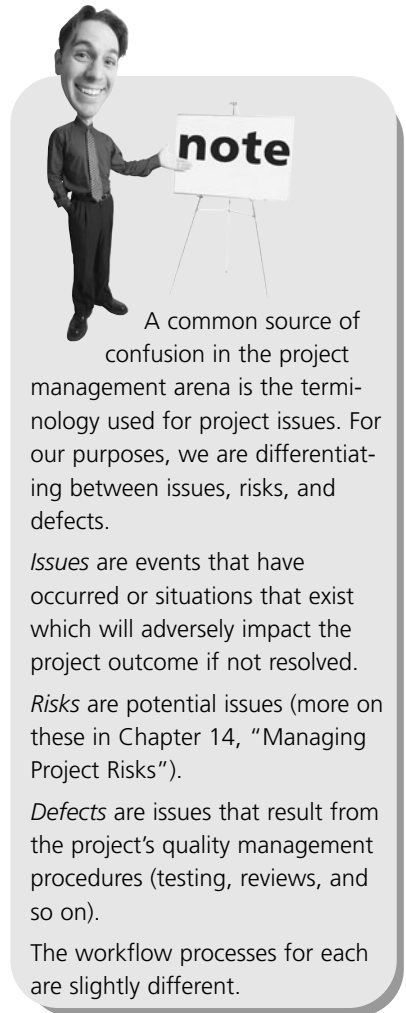 note
A common source of
confusion in the project
management arena is the termi-
nology used for project issues. For
our purposes, we are differentiat-
ing between issues, risks, and
defects.
Issues are events that have
occurred or situations that exist
which will adversely impact the
project outcome if not resolved.
Risks are potential issues (more on
these in Chapter 14, “Managing
Project Risks”).
Defects are issues that result from
the project’s quality management
procedures (testing, reviews, and
so on).
The workflow processes for each
are slightly different.